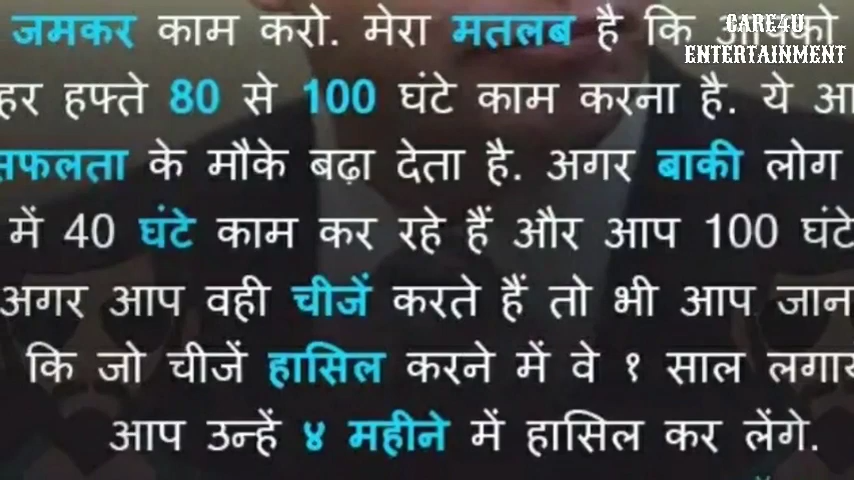 जमकर काम करो. मेरा मतलब है कि
CARE4U
ENTERTAINMENT
हर हफ्ते 80 से 100 घंटे काम करना है. ये
सफलता के मौके बढ़ा देता है. अगर बाकी लोग
में 40 घंटे काम कर रहे हैं और आप 100 घंटे
अगर आप वही चीजें करते हैं तो भी आप जान
कि जो चीजें हासिल करने में वे १ साल
आप उन्हें ४ महीने में हासिल कर लेंगे.